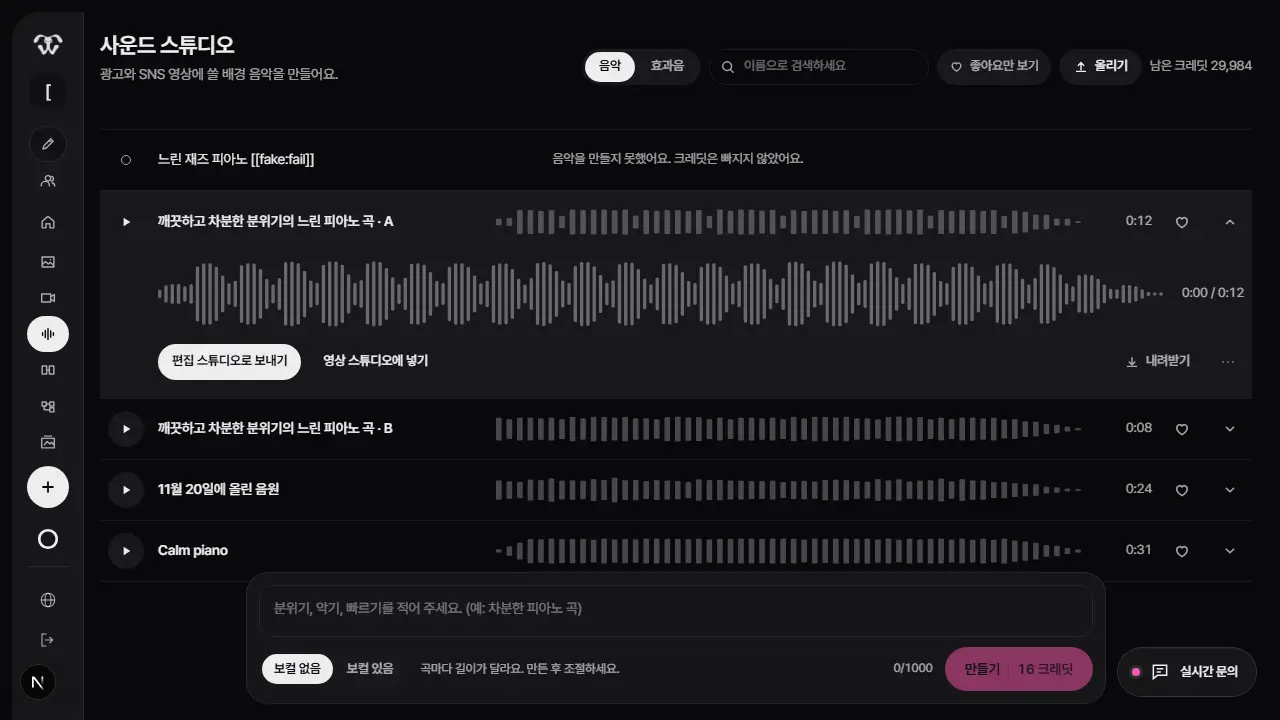 사운드 스튜디오
광고와 SNS 영상에 쓸 배경 음악을 만들어요.
음악
효과음
이름으로 검색하세요
좋아요만 보기
올리기
남은 크레딧 29,984
[
느린 재즈 피아노 [[fake:fail]]
음악을 만들지 못했어요. 크레딧은 빠지지 않았어요.
깨끗하고 차분한 분위기의 느린 피아노 곡 · A
0:12
0:00 / 0:12
편집 스튜디오로 보내기
영상 스튜디오에 넣기
내려받기
깨끗하고 차분한 분위기의 느린 피아노 곡 · B
0:08
11월 20일에 올린 음원
0:24
Calm piano
0:31
분위기, 악기, 빠르기를 적어 주세요. (예: 차분한 피아노 곡)
보컬 없음
보컬 있음
곡마다 길이가 달라요. 만든 후 조절하세요.
0/1000
만들기
16 크레딧
실시간 문의
N